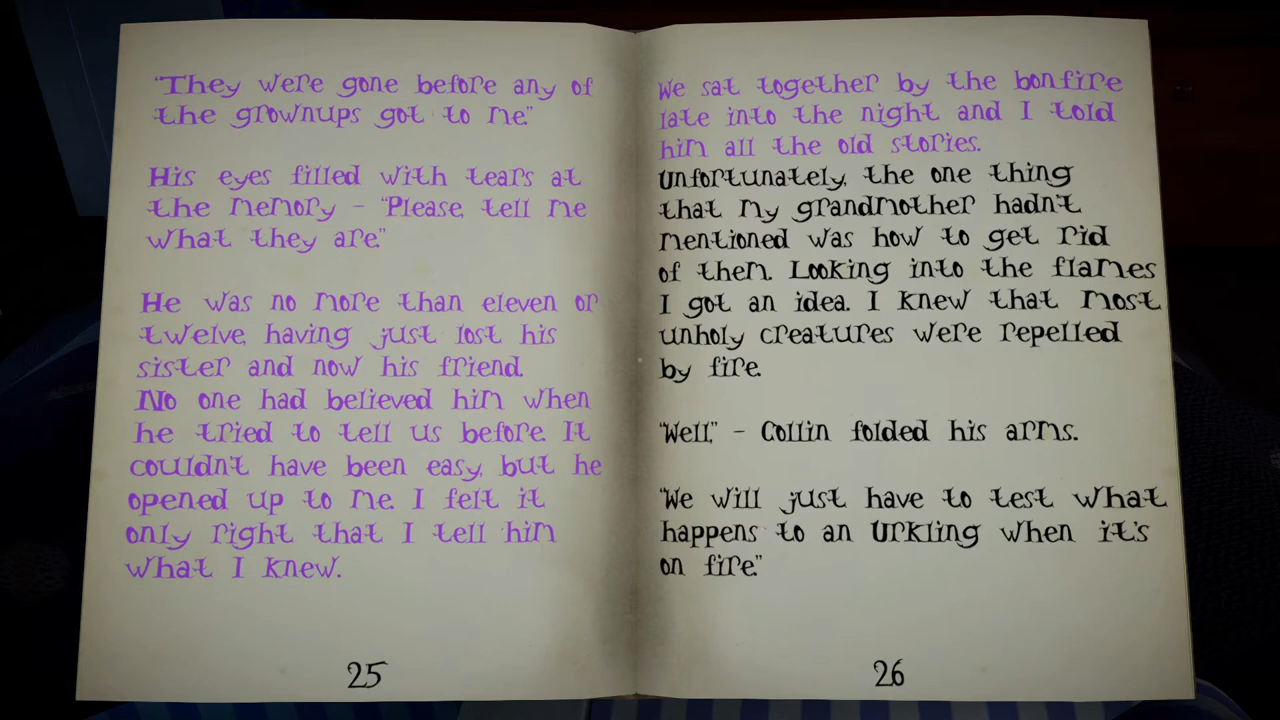 "They were gone before any of
the grownups got to me."
His eyes filled with tears at
the memory - "Please, tell me
what they are."
He was no more than eleven or
twelve, having just lost his
sister and now his friend.
No one had believed him when
he tried to tell us before. It
couldn't have been easy, but he
opened up to me. I felt it
only right that I tell him
what I knew.
25
We sat together by the bonfire
late into the night and I told
him all the old stories.
Unfortunately, the one thing
that my grandmother hadn't
mentioned was how to get rid
of them. Looking into the flames
I got an idea. I knew that most
unholy creatures were repelled
by fire.
"Well," - Collin folded his arms.
"We will just have to test what
happens to an Urkling when it's
on fire."
26